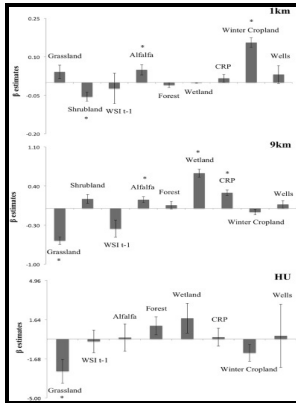 1km
0.25
0.10
-0.05
-0.20
β estimates
Grassland
Shrubland
*
WSI t-1
*
Alfalfa
Forest
Wetland
CRP
*
Winter Cropland
Wells
9km
1.10
0.40
-0.30
-1.00
β estimates
Grassland
*
Shrubland
WSI t-1
*
Alfalfa
Forest
*
Wetland
*
CRP
Winter Cropland
Wells
HU
4.96
1.64
-1.68
-5.00
β estimates
Grassland
*
WSI t-1
Alfalfa
Forest
Wetland
CRP
Winter Cropland
Wells